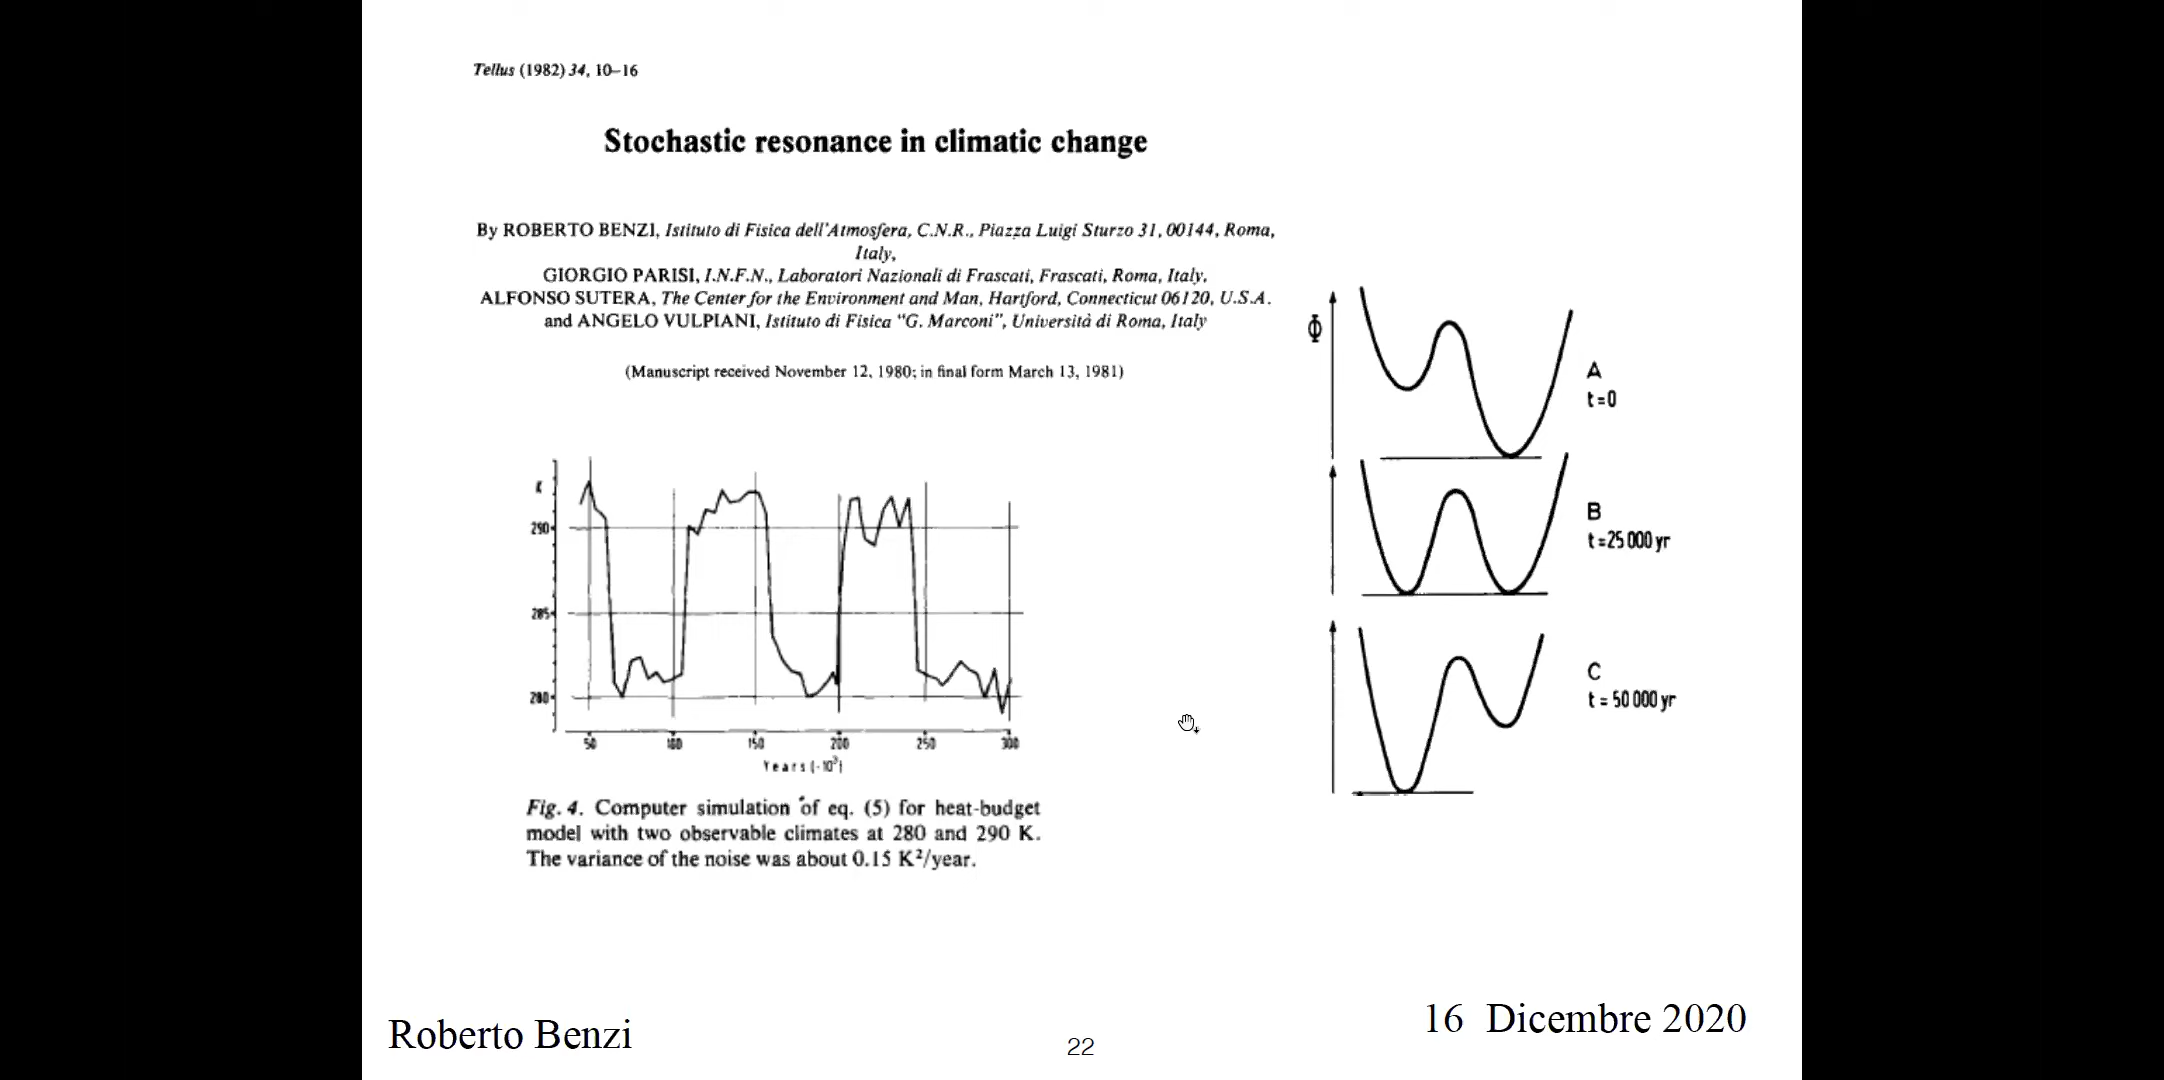 Tellus (1982) 34, 10–16
Stochastic resonance in climatic change
By ROBERTO BENZI, Istituto di Fisica dell'Atmosfera, C.N.R., Piazza Luigi Sturzo 31, 00144, Roma,
Italy,
GIORGIO PARISI, I.N.F.N., Laboratori Nazionali di Frascati, Frascati, Roma, Italy,
ALFONSO SUTERA, The Center for the Environment and Man, Hartford, Connecticut 06120, U.S.A.
and ANGELO VULPIANI, Istituto di Fisica "G. Marconi", Università di Roma, Italy
(Manuscript received November 12, 1980; in final form March 13, 1981)
K
290
285
280
50 100 150 200 250 300
Years (·10³)
Fig. 4. Computer simulation of eq. (5) for heat-budget
model with two observable climates at 280 and 290 K.
The variance of the noise was about 0.15 K²/year.
Φ
A
t=0
B
t=25 000 yr
C
t = 50 000 yr
Roberto Benzi
22
16 Dicembre 2020